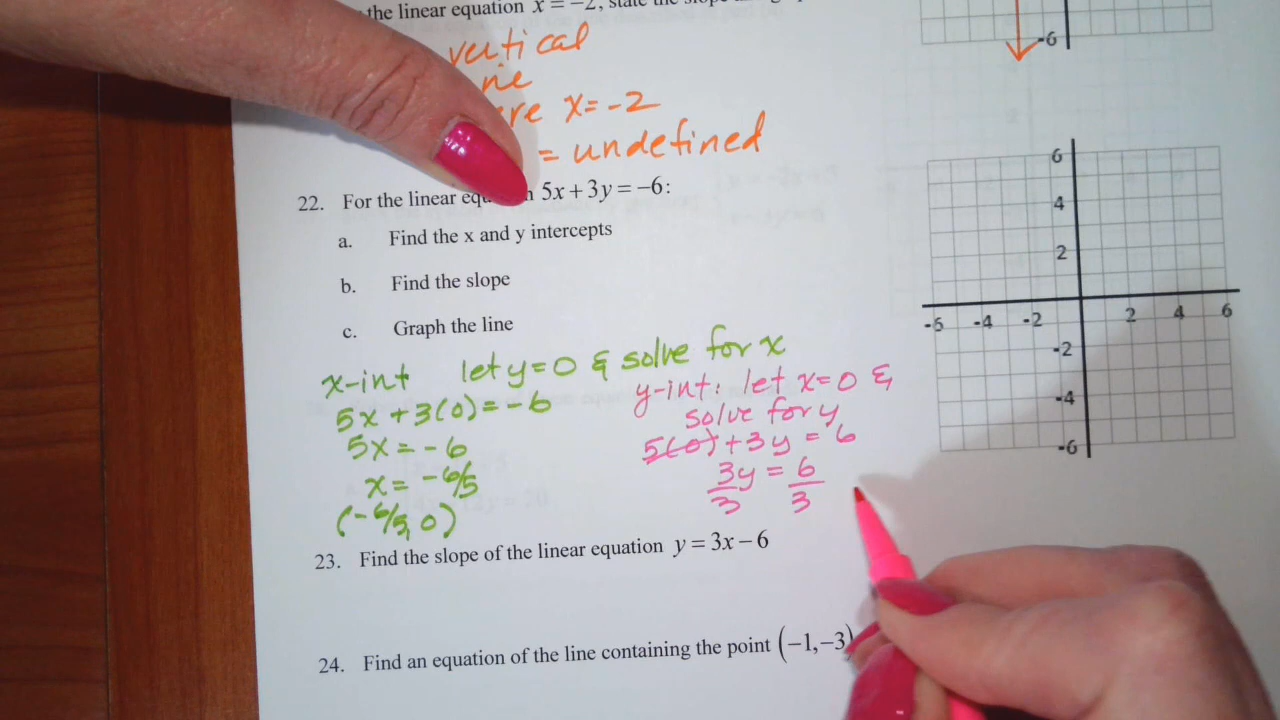 the linear equation x = −2, state the slope
vertical
ne
ere x = -2
= undefined
-6
22. For the linear equ n 5x + 3y = −6:
a. Find the x and y intercepts
b. Find the slope
c. Graph the line
x-int let y=0 & solve for x
5x + 3(0) = -6
5x = -6
x = -6/5
(-6/5, 0)
y-int: let x=0 &
solve for y
5(0) + 3y = 6
3y = 6
3 3
6
4
2
-6 -4 -2 2 4 6
-2
-4
-6
23. Find the slope of the linear equation y = 3x − 6
24. Find an equation of the line containing the point (−1,−3)